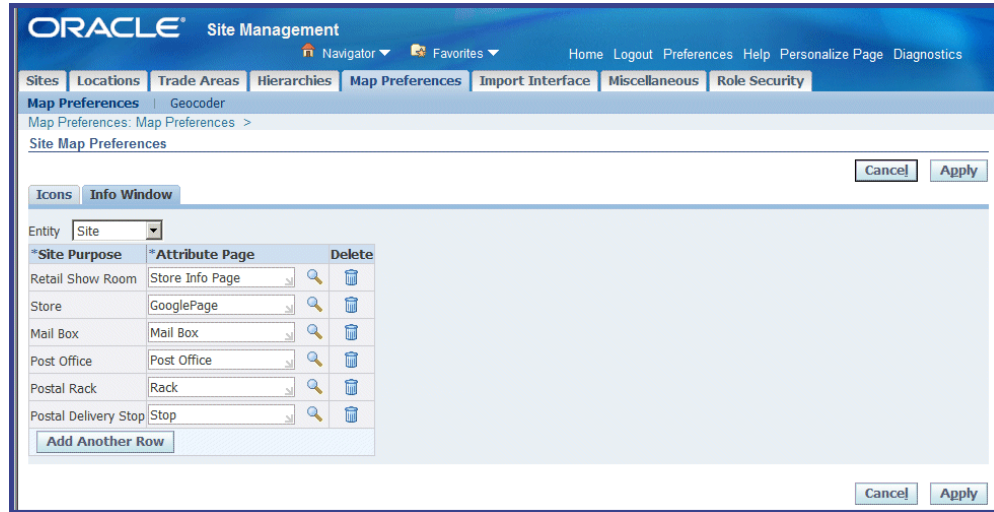 ORACLE® Site Management
Navigator Favorites Home Logout Preferences Help Personalize Page Diagnostics
Sites Locations Trade Areas Hierarchies Map Preferences Import Interface Miscellaneous Role Security
Map Preferences | Geocoder
Map Preferences: Map Preferences >
Site Map Preferences
Cancel Apply
Icons Info Window
Entity Site
*Site Purpose *Attribute Page Delete
Retail Show Room Store Info Page
Store GooglePage
Mail Box Mail Box
Post Office Post Office
Postal Rack Rack
Postal Delivery Stop Stop
Add Another Row
Cancel Apply